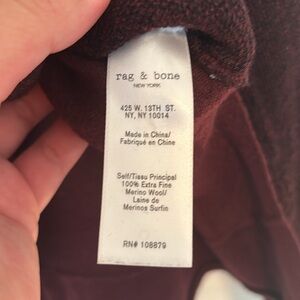 rag & bone
NEW YORK
425 W. 13TH ST.
NY, NY 10014
Made in China/
Fabriqué en Chine
Self/Tissu Principal
100% Extra Fine
Merino Wool/
Laine de
Merinos Surfin
RN# 108879